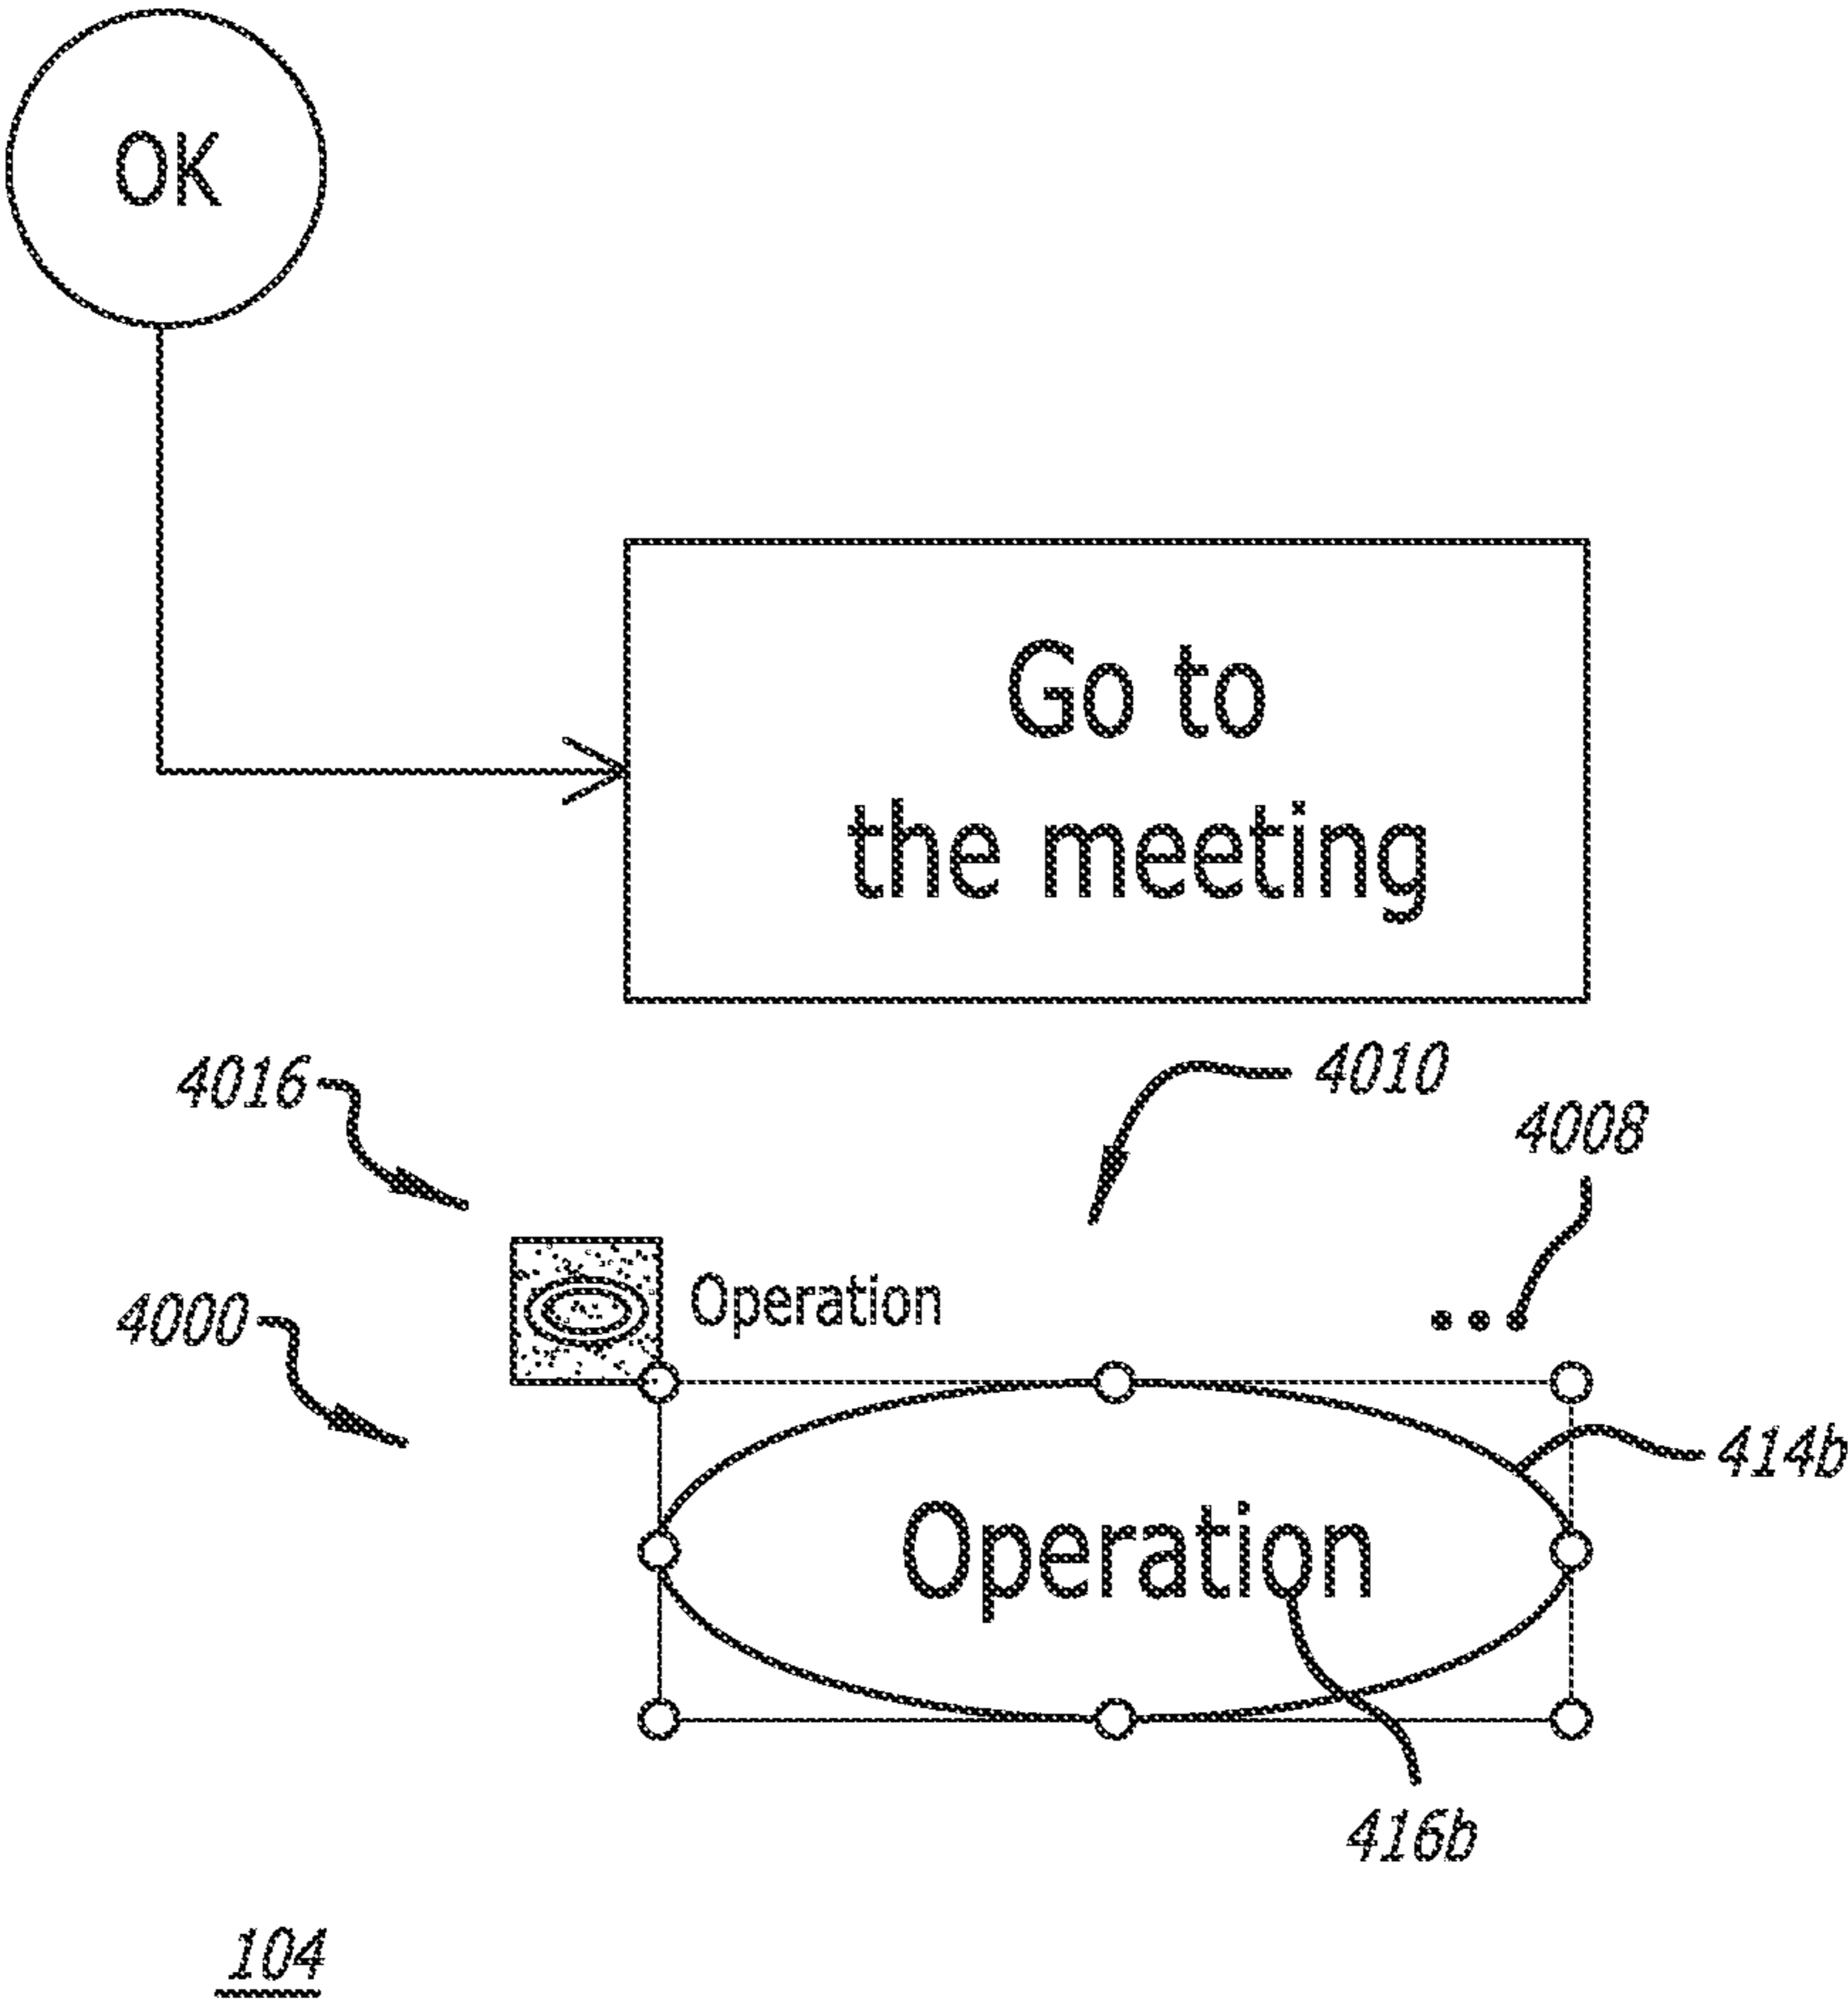 OK
Go to
the meeting
4016
4010
4008
4000
Operation
...
414b
Operation
416b
104